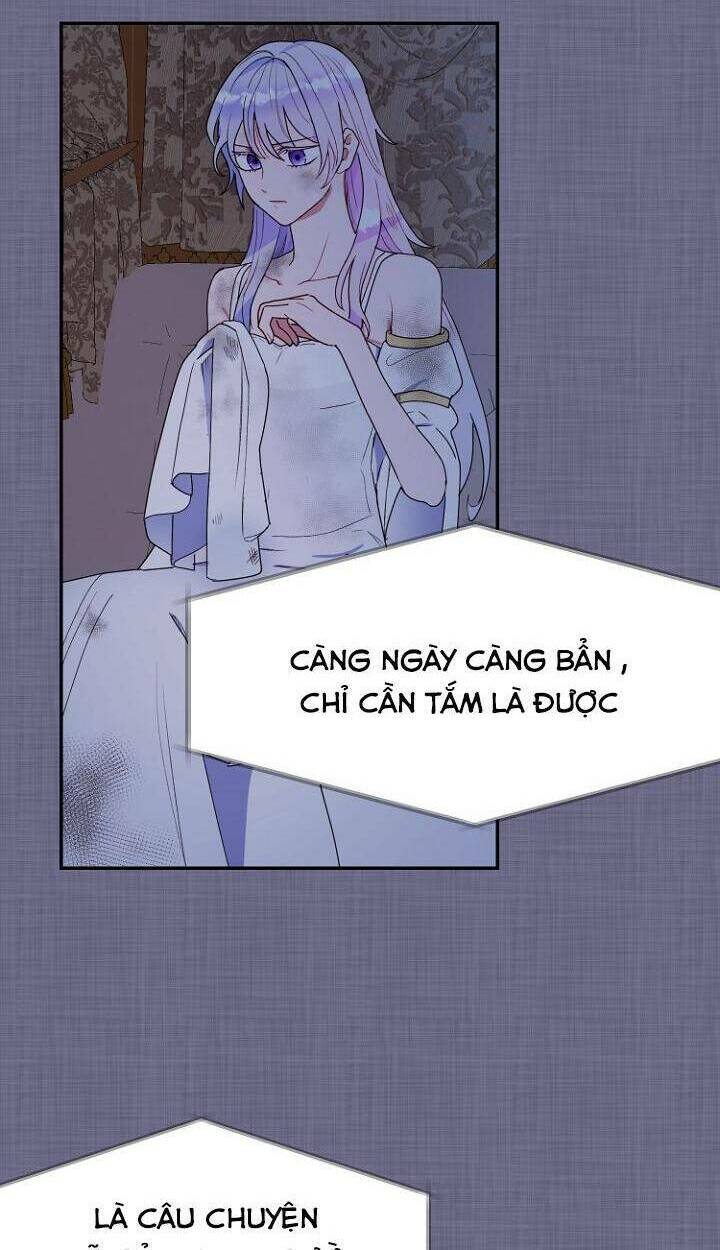 CÀNG NGÀY CÀNG BẨN ,
CHỈ CẦN TẮM LÀ ĐƯỢC
LÀ CÂU CHUYỆN